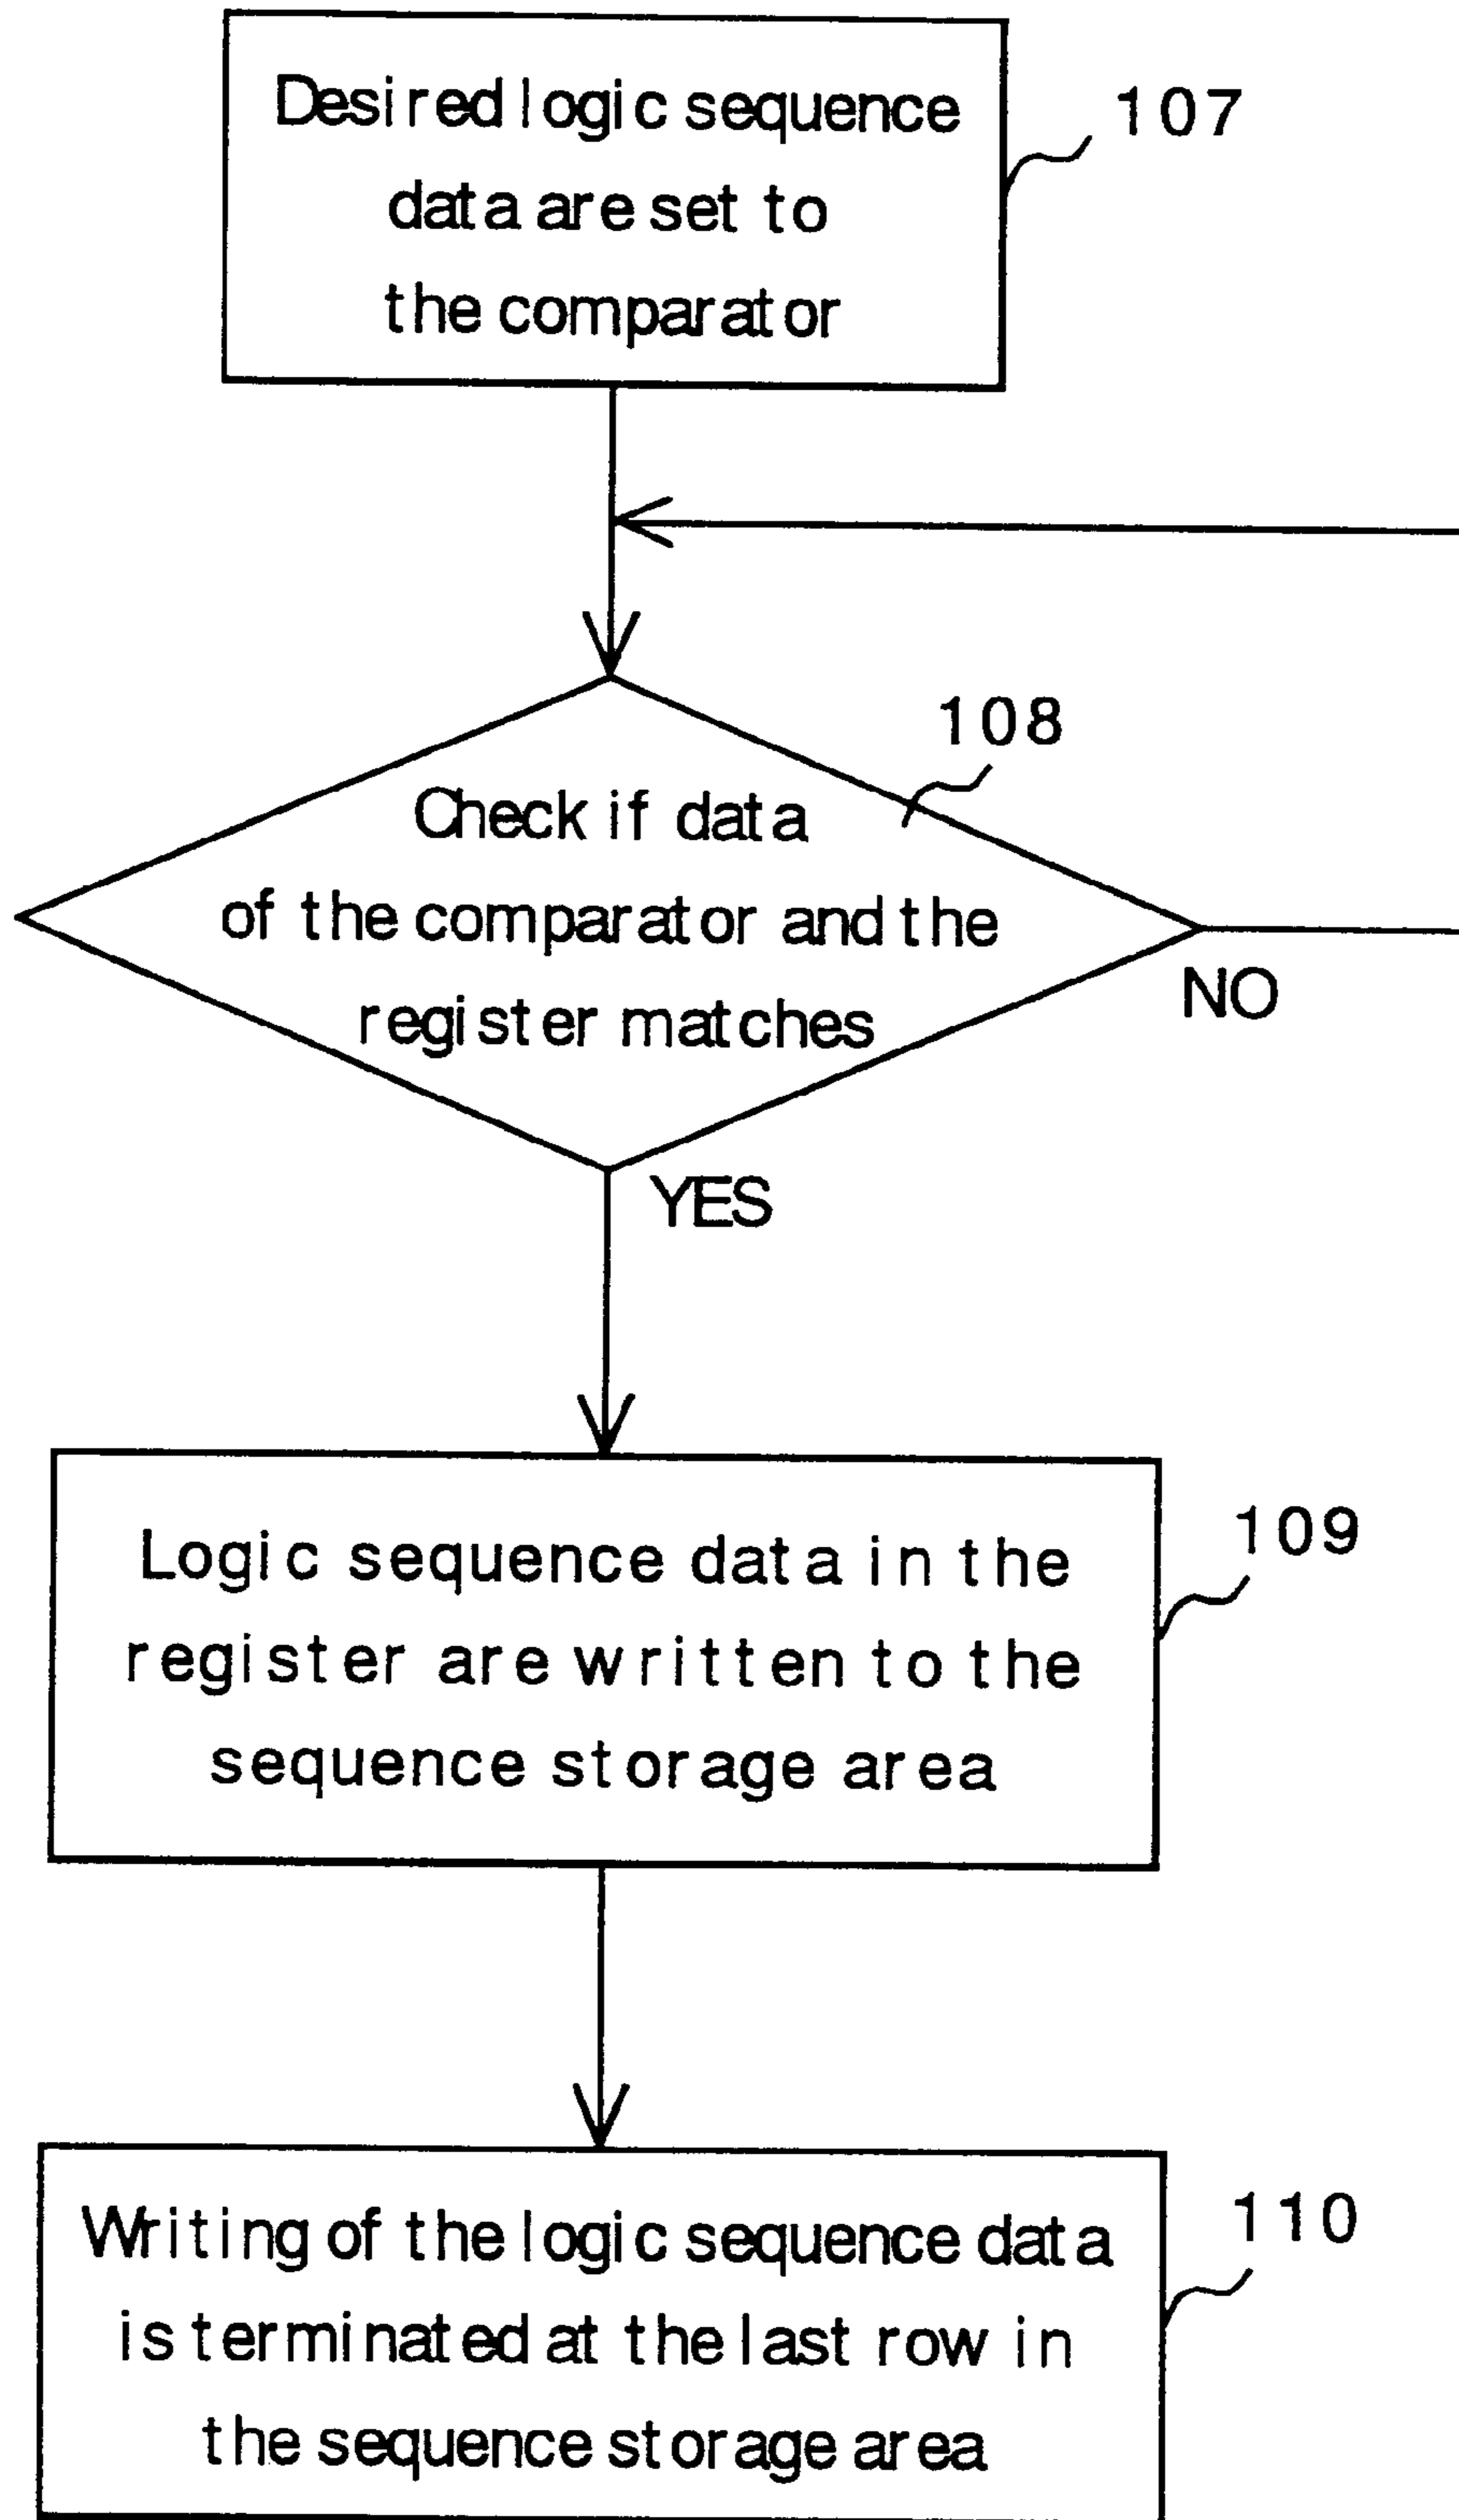 Desired logic sequence
data are set to
the comparator
107
108
Check if data
of the comparator and the
register matches
NO
YES
Logic sequence data in the
register are written to the
sequence storage area
109
Writing of the logic sequence data
is terminated at the last row in
the sequence storage area
110